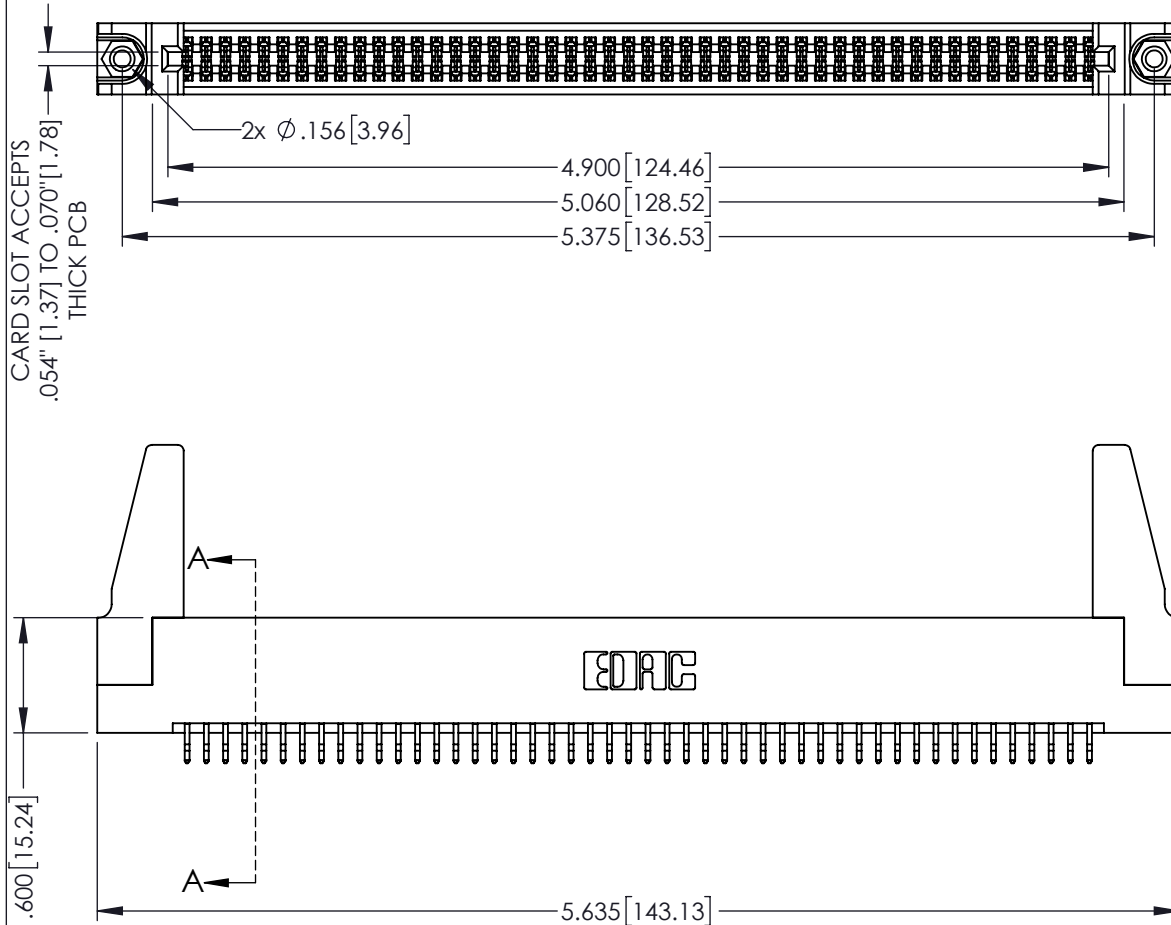 2x Ø .156[3.96]
4.900[124.46]
5.060[128.52]
5.375[136.53]
CARD SLOT ACCEPTS
.054" [1.37] TO .070"[1.78]
THICK PCB
A
EDAC
.600[15.24]
A
5.635[143.13]